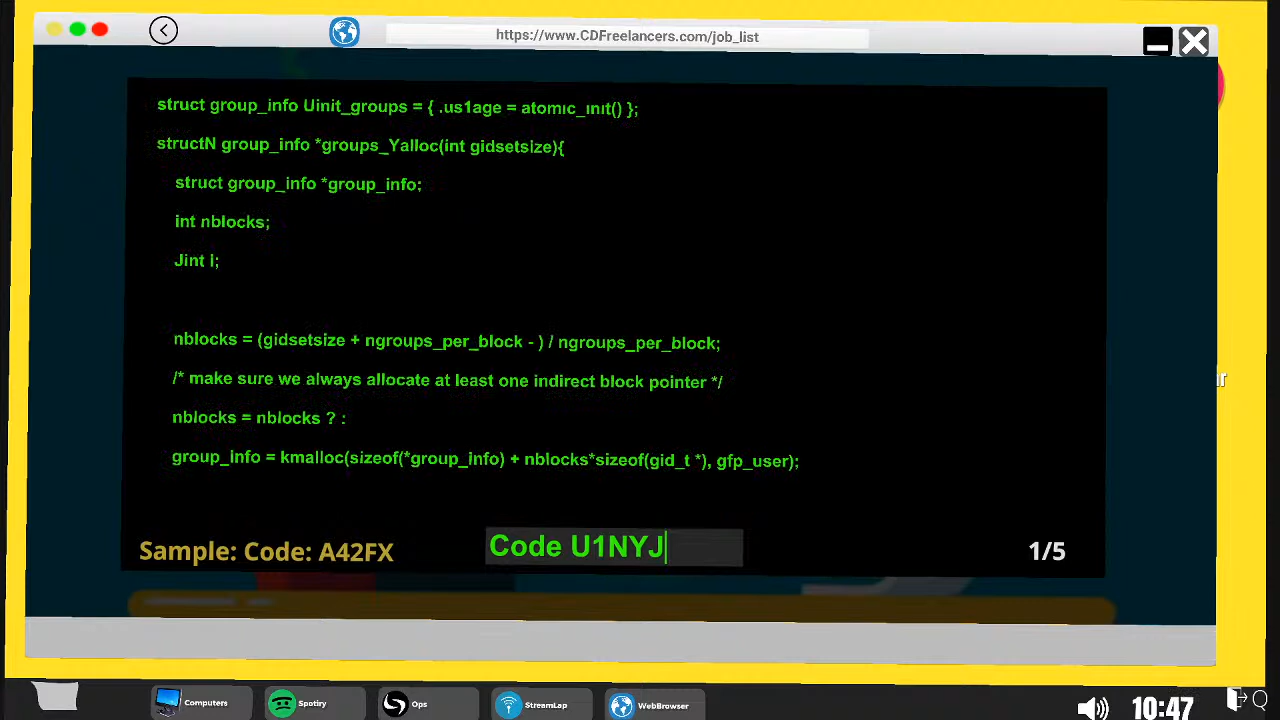 https://www.CDFreelancers.com/job_list
struct group_info Uinit_groups = { .us1age = atomıc_ınıt() };
structN group_info *groups_Yalloc(int gidsetsize){
struct group_info *group_info;
int nblocks;
Jint i;
nblocks = (gidsetsize + ngroups_per_block - ) / ngroups_per_block;
/* make sure we always allocate at least one indirect block pointer */
nblocks = nblocks ? :
group_info = kmalloc(sizeof(*group_info) + nblocks*sizeof(gid_t *), gfp_user);
Sample: Code: A42FX
Code U1NYJ
1/5
Computers
Spotiry
Ops
StreamLap
WebBrowser
10:47